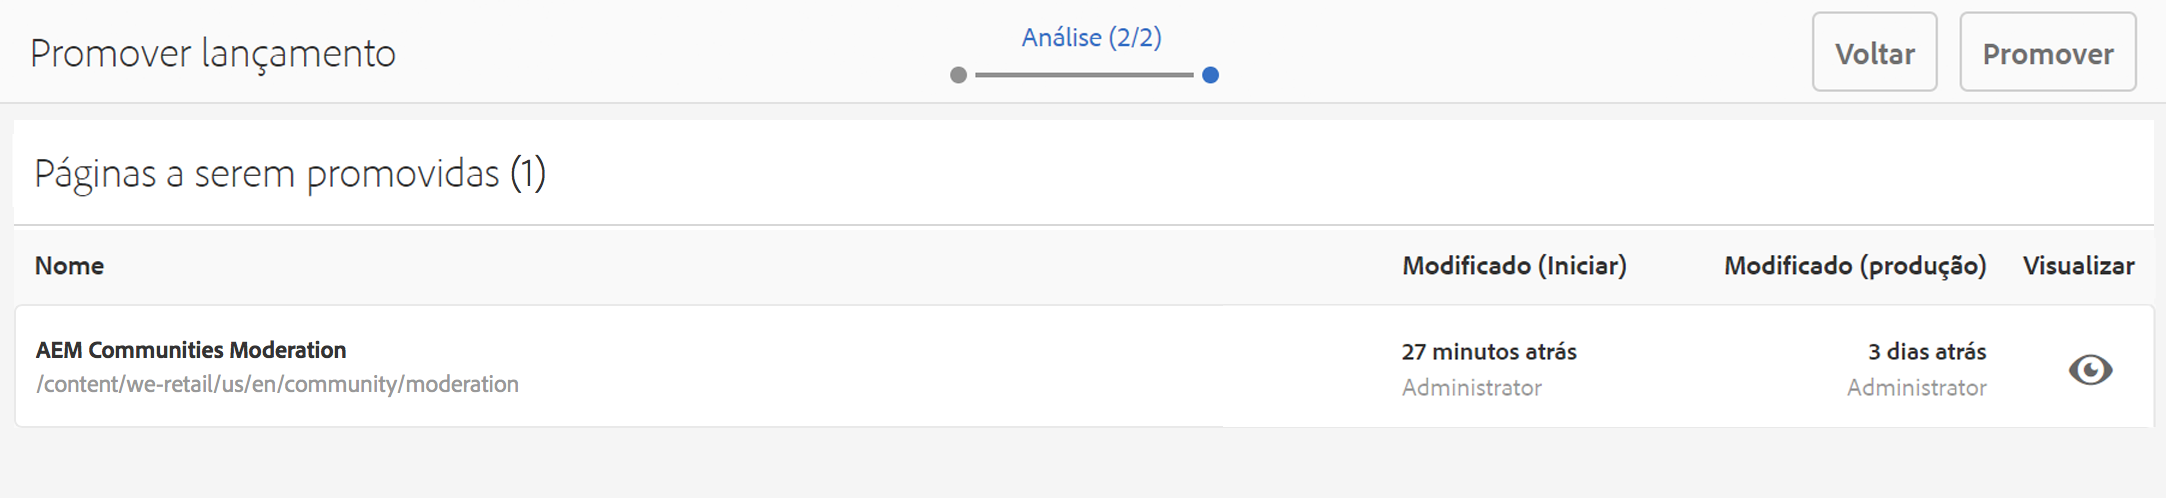 Promover lançamento
Análise (2/2)
Voltar
Promover
Páginas a serem promovidas (1)
Nome
Modificado (Iniciar)
Modificado (produção)
Visualizar
AEM Communities Moderation
27 minutos atrás
3 dias atrás
/content/we-retail/us/en/community/moderation
Administrator
Administrator